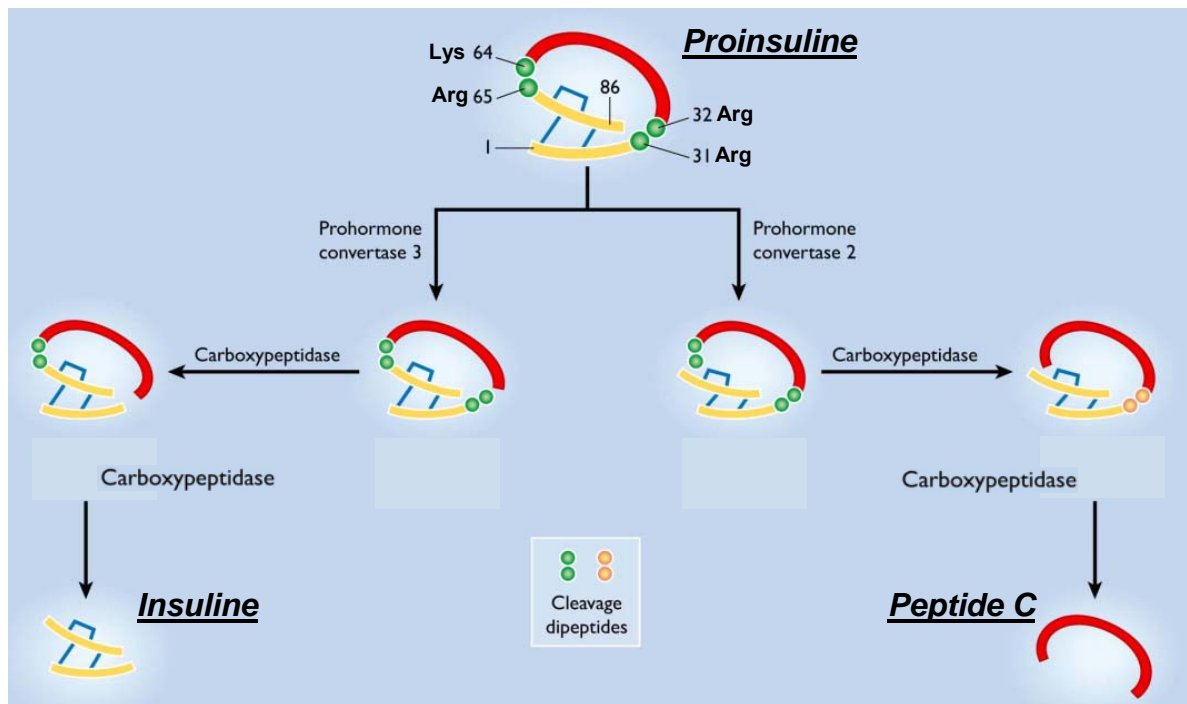 Proinsuline
Lys 64
Arg 65
86
32 Arg
1
31 Arg
Prohormone
convertase 3
Prohormone
convertase 2
Carboxypeptidase
Carboxypeptidase
Carboxypeptidase
Carboxypeptidase
Insuline
Cleavage
dipeptides
Peptide C